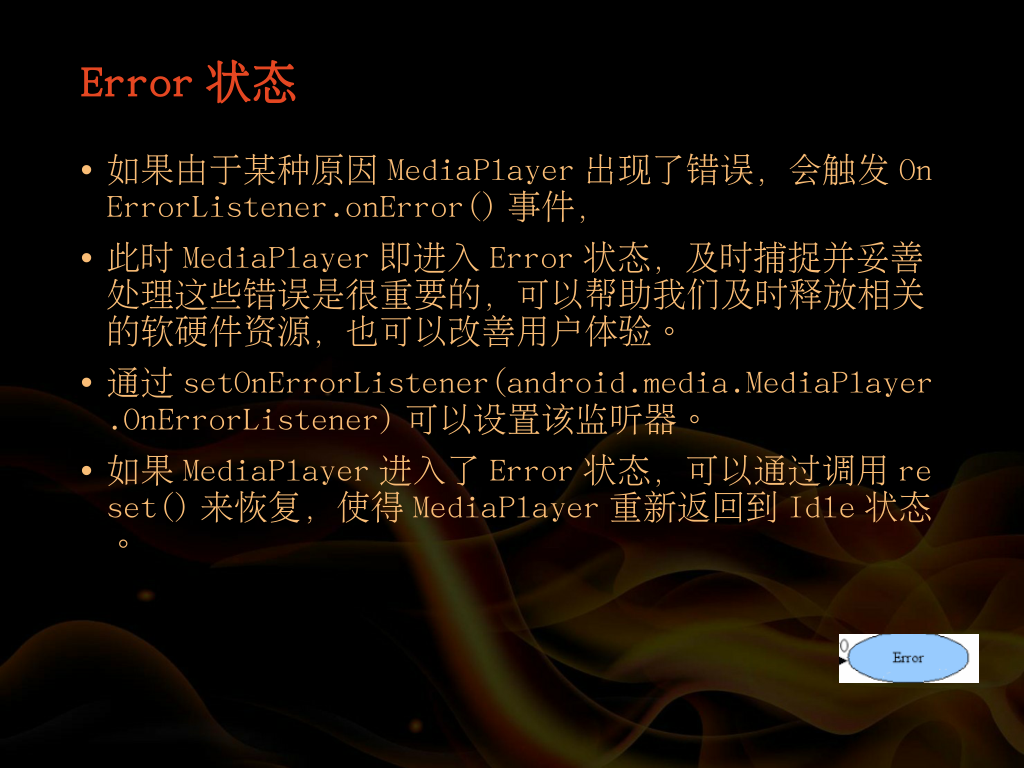 Error 状态
• 如果由于某种原因 MediaPlayer 出现了错误，会触发 On
ErrorListener.onError() 事件，
• 此时 MediaPlayer 即进入 Error 状态，及时捕捉并妥善
处理这些错误是很重要的，可以帮助我们及时释放相关
的软硬件资源，也可以改善用户体验。
• 通过 setOnErrorListener(android.media.MediaPlayer
.OnErrorListener) 可以设置该监听器。
• 如果 MediaPlayer 进入了 Error 状态，可以通过调用 re
set() 来恢复，使得 MediaPlayer 重新返回到 Idle 状态
。
Error